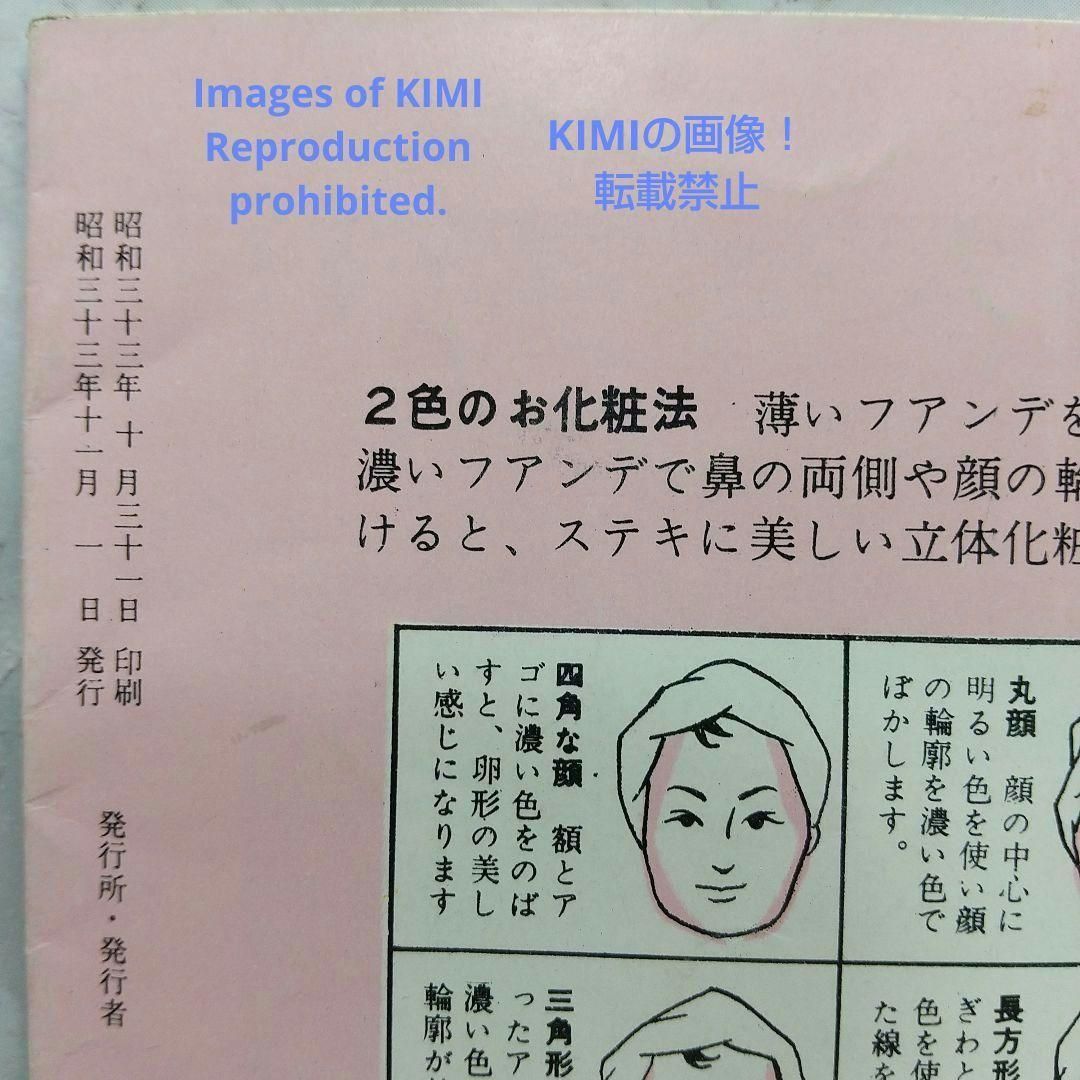 Images of KIMI
Reproduction
prohibited.
KIMIの画像！
転載禁止
昭和三十三年 十 月三十一日 印刷
昭和三十三年十一月 一 日 発行
発行所・発行者
２色のお化粧法 薄いフアンデを
濃いフアンデで鼻の両側や顔の輪
けると、ステキに美しい立体化粧
丸顔 顔の中心に
明るい色を使い顔
の輪廓を濃い色で
ぼかします。
四角な顔 額とア
ゴに濃い色をのば
すと、卵形の美し
い感じになります
長方形
ぎわと
色を使
た線を
三角形
ったア
濃い色
輪廓が